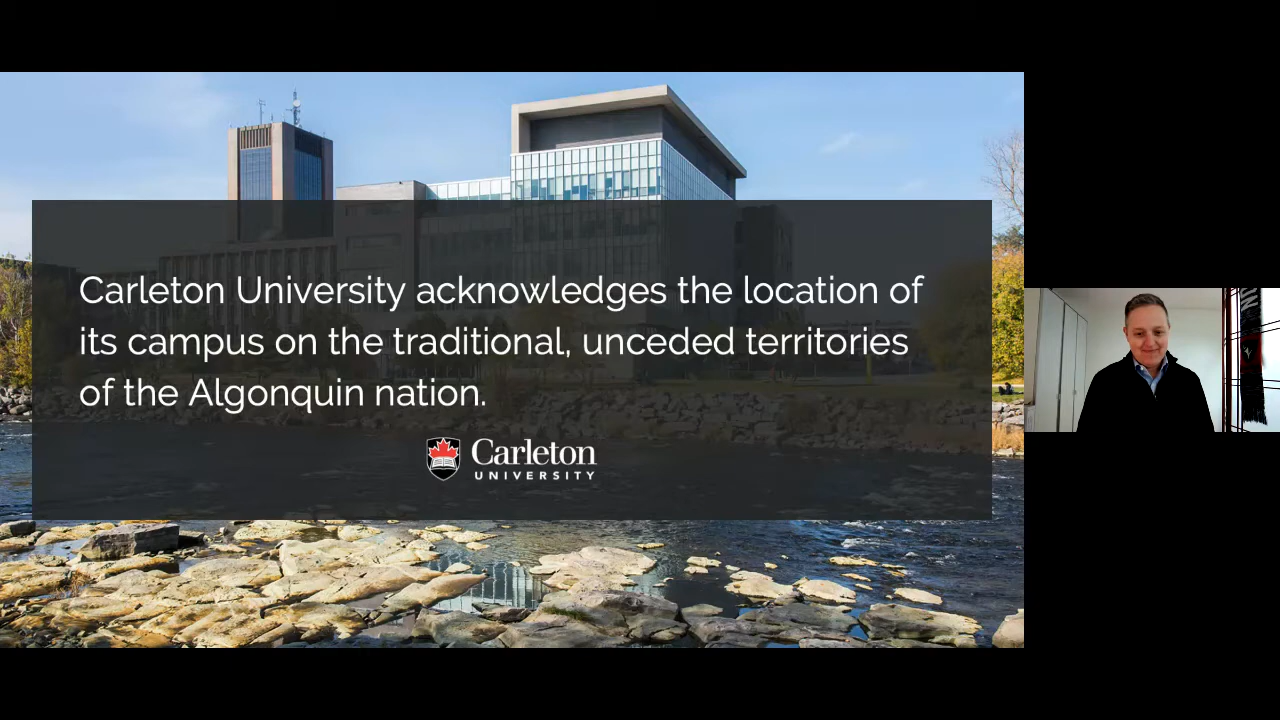 Carleton University acknowledges the location of
its campus on the traditional, unceded territories
of the Algonquin nation.
Carleton
UNIVERSITY